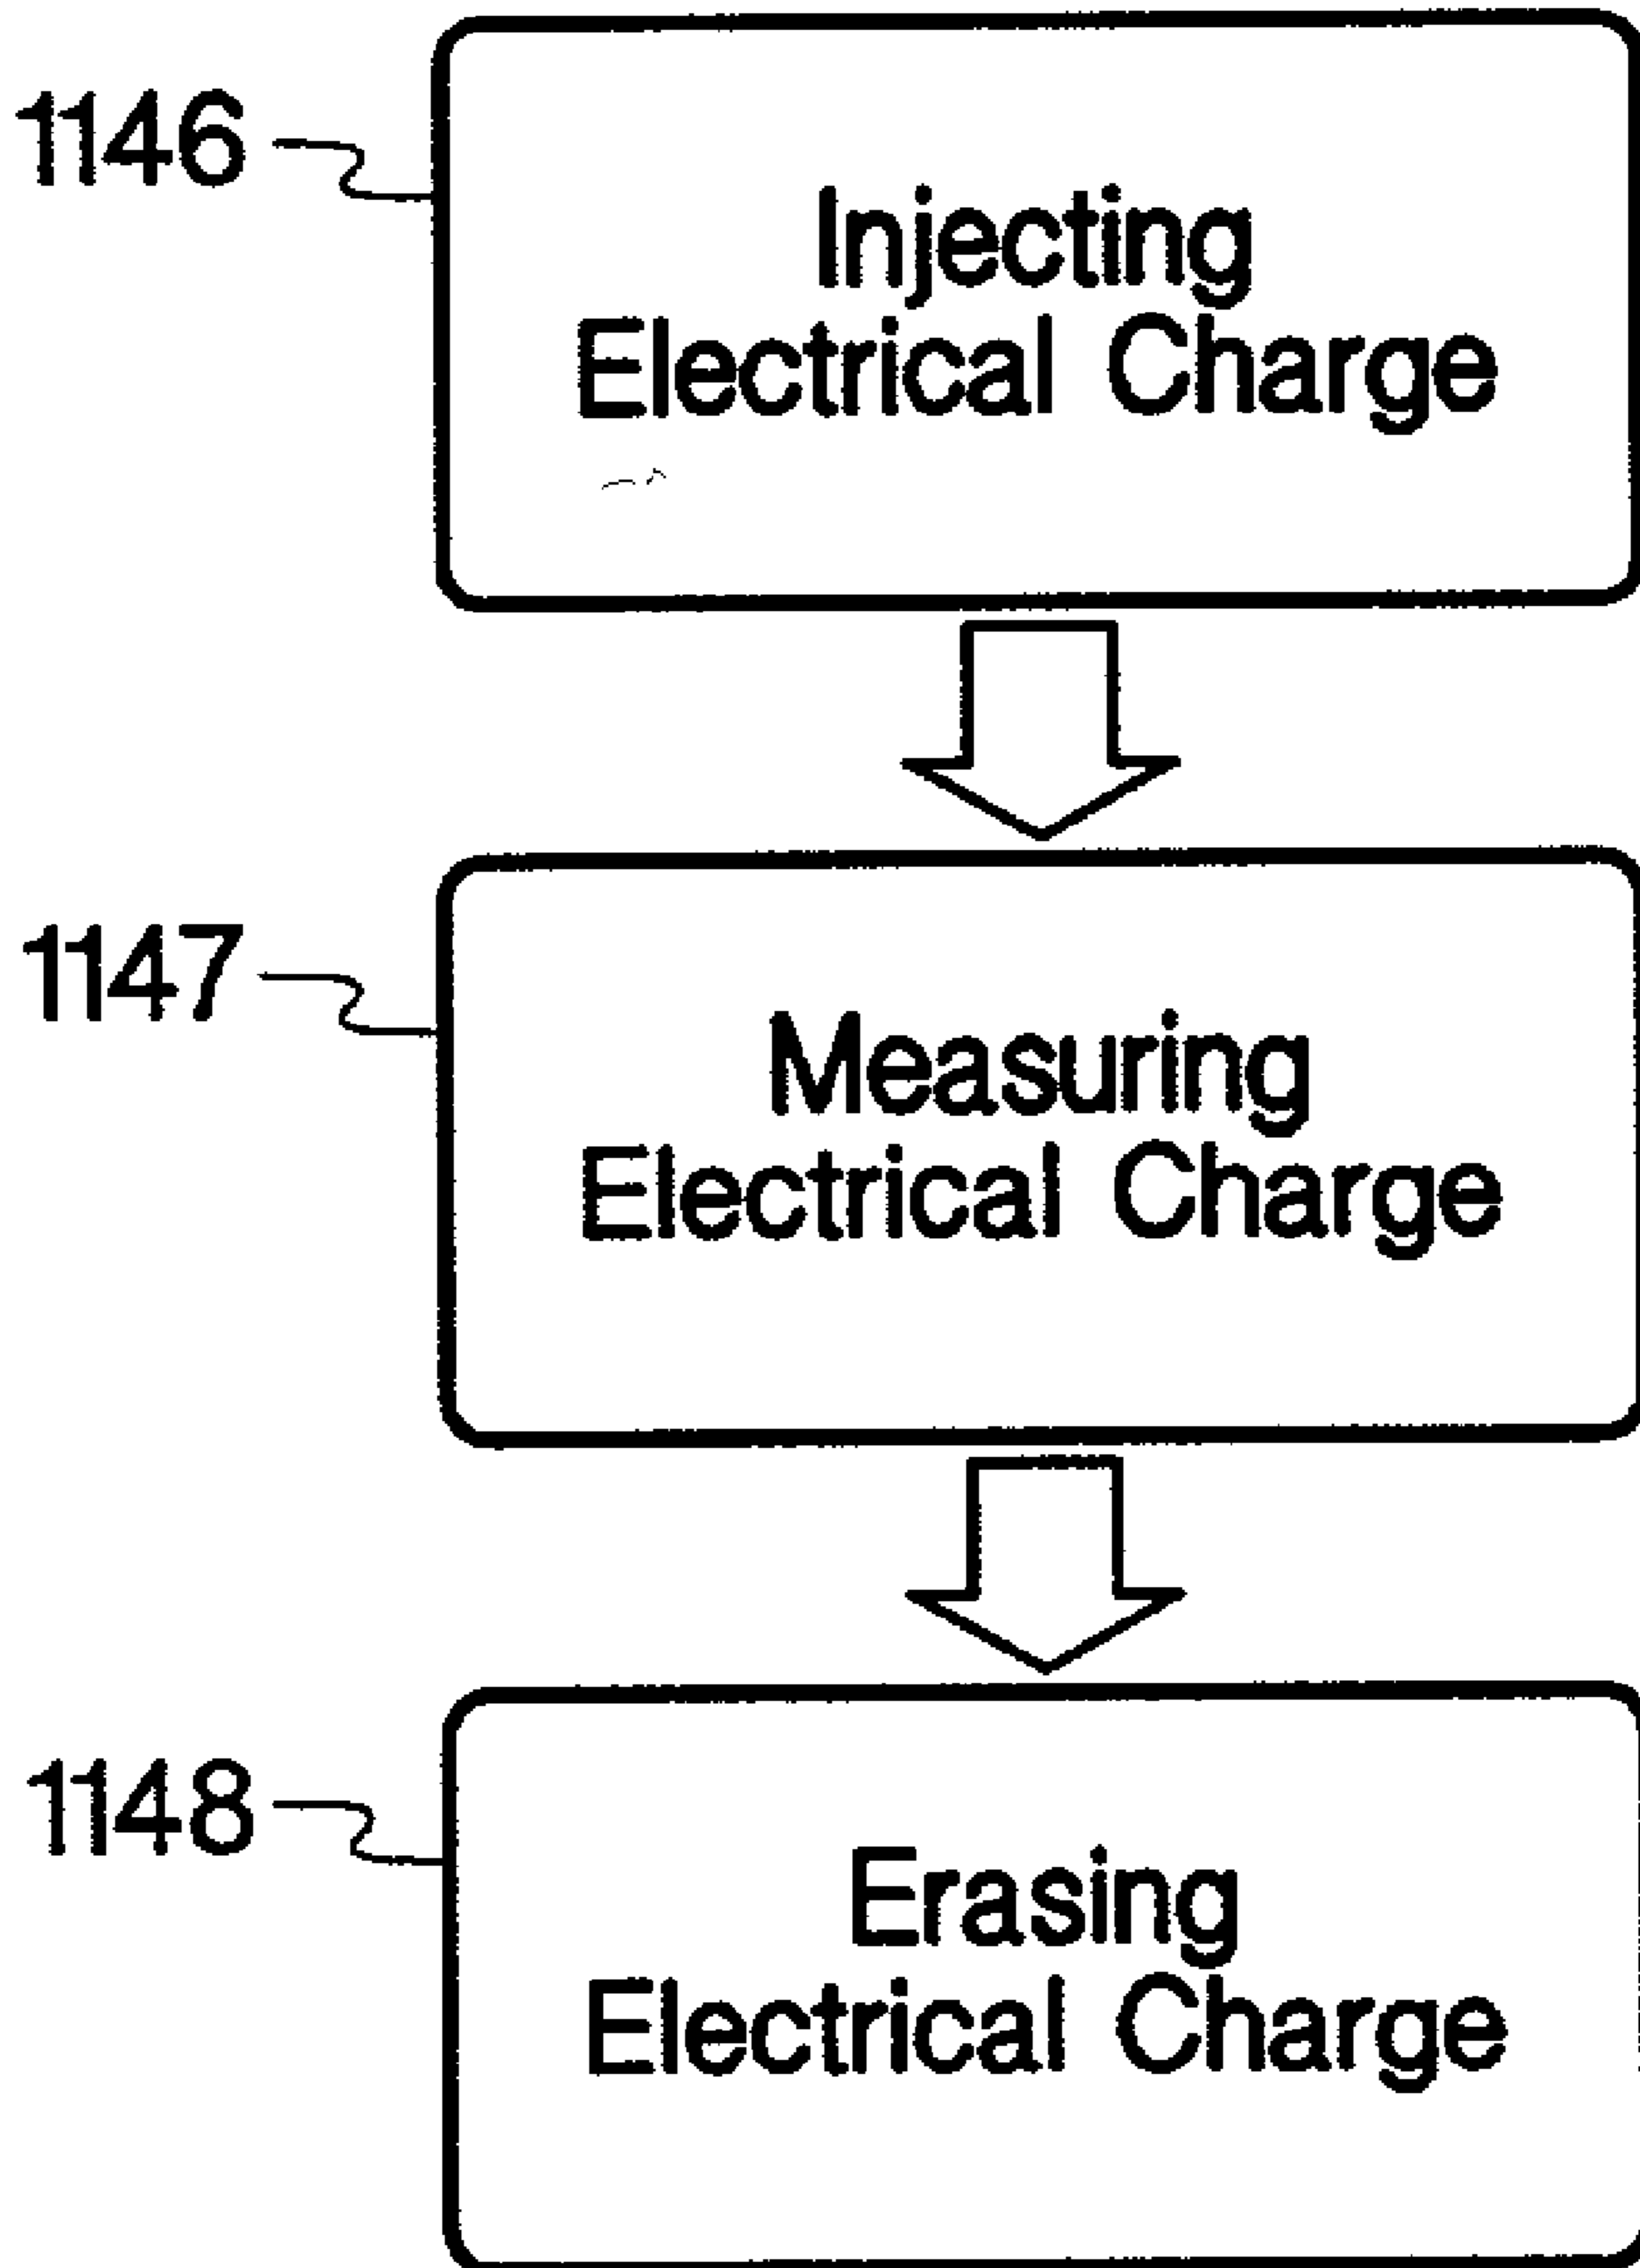 1146
Injecting
Electrical Charge
1147
Measuring
Electrical Charge
1148
Erasing
Electrical Charge